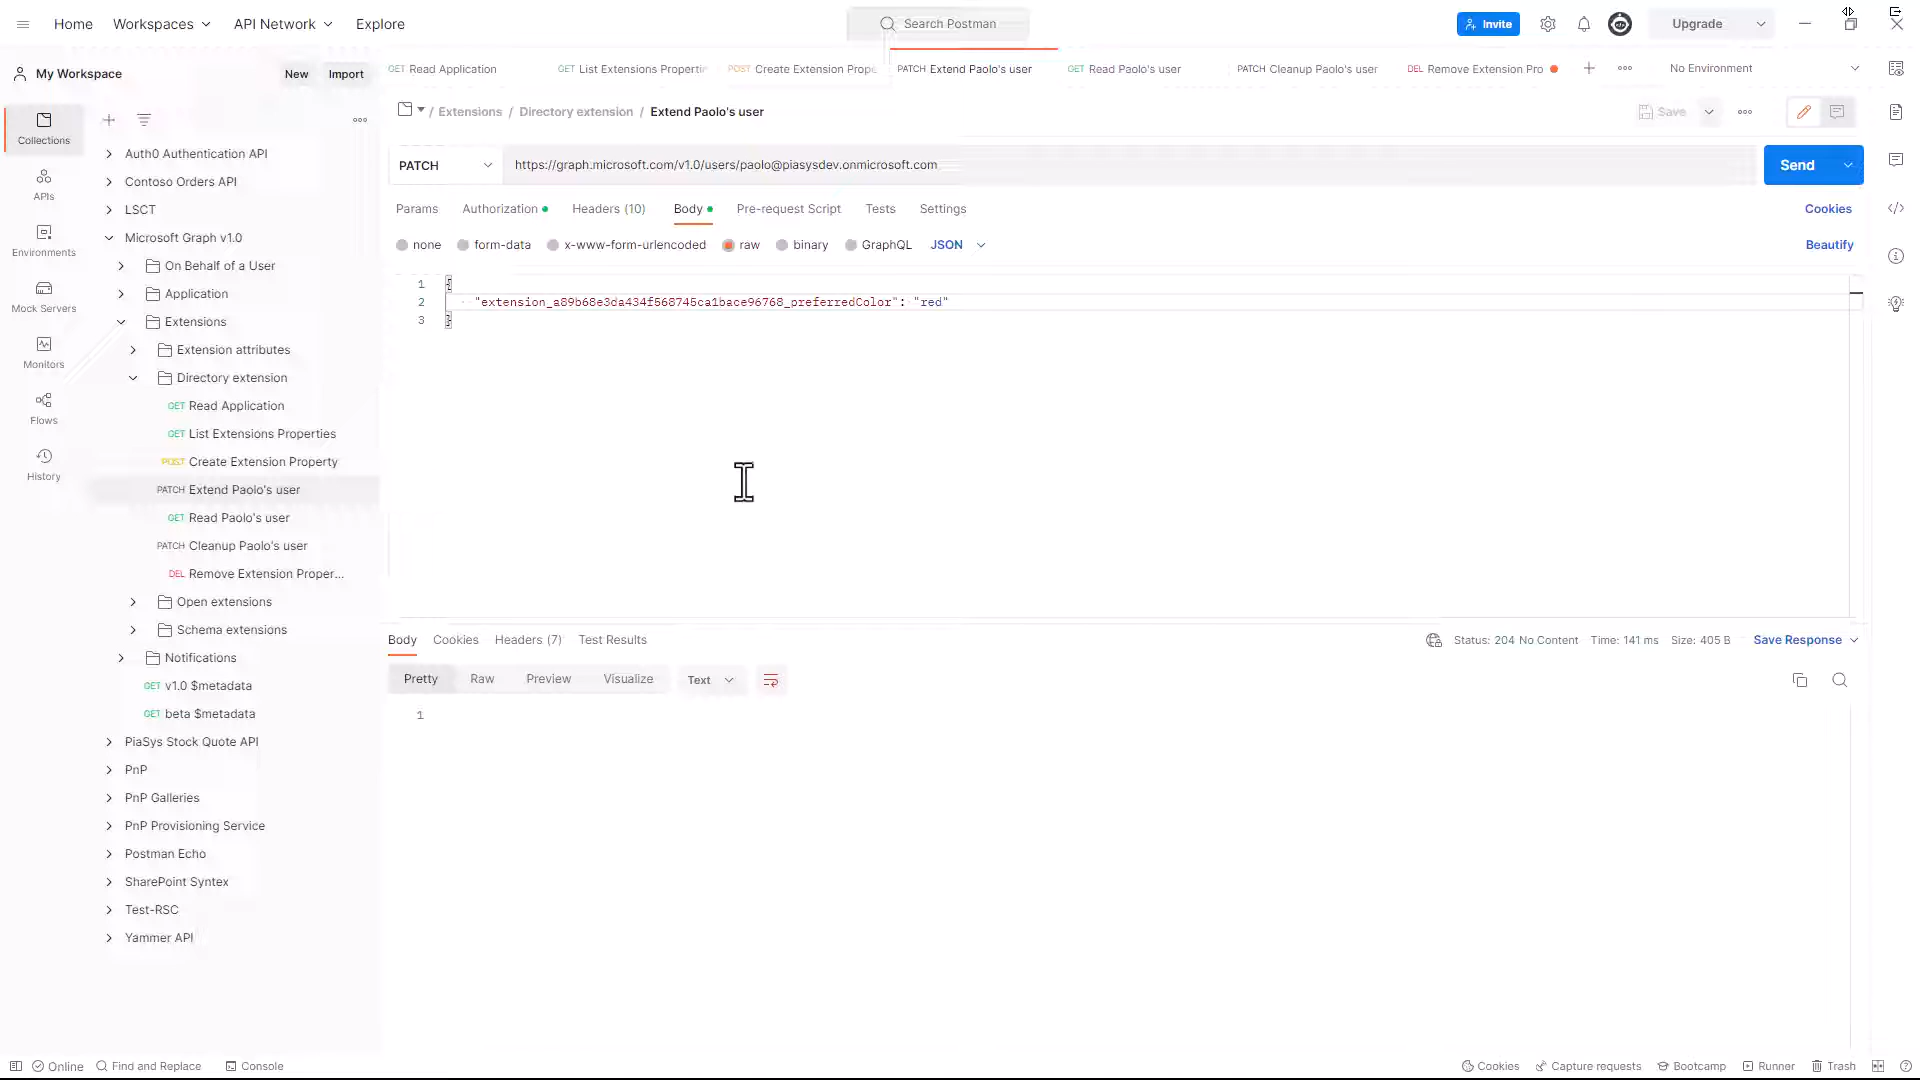 Home Workspaces API Network Explore Search Postman Invite Upgrade
My Workspace New Import
GET Read Application GET List Extensions Properti POST Create Extension Prope PATCH Extend Paolo's user GET Read Paolo's user PATCH Cleanup Paolo's user DEL Remove Extension Pro No Environment
/ Extensions / Directory extension / Extend Paolo's user Save
PATCH https://graph.microsoft.com/v1.0/users/paolo@piasysdev.onmicrosoft.com Send
Params Authorization Headers (10) Body Pre-request Script Tests Settings Cookies
none form-data x-www-form-urlencoded raw binary GraphQL JSON Beautify
1 {
2 "extension_a89b68e3da434f568745ca1bace96768_preferredColor": "red"
3 }
Collections
APIs
Environments
Mock Servers
Monitors
Flows
History
Auth0 Authentication API
Contoso Orders API
LSCT
Microsoft Graph v1.0
On Behalf of a User
Application
Extensions
Extension attributes
Directory extension
GET Read Application
GET List Extensions Properties
POST Create Extension Property
PATCH Extend Paolo's user
GET Read Paolo's user
PATCH Cleanup Paolo's user
DEL Remove Extension Proper...
Open extensions
Schema extensions
Notifications
GET v1.0 $metadata
GET beta $metadata
PiaSys Stock Quote API
PnP
PnP Galleries
PnP Provisioning Service
Postman Echo
SharePoint Syntex
Test-RSC
Yammer API
Body Cookies Headers (7) Test Results Status: 204 No Content Time: 141 ms Size: 405 B Save Response
Pretty Raw Preview Visualize Text
1
Online Find and Replace Console Cookies Capture requests Bootcamp Runner Trash